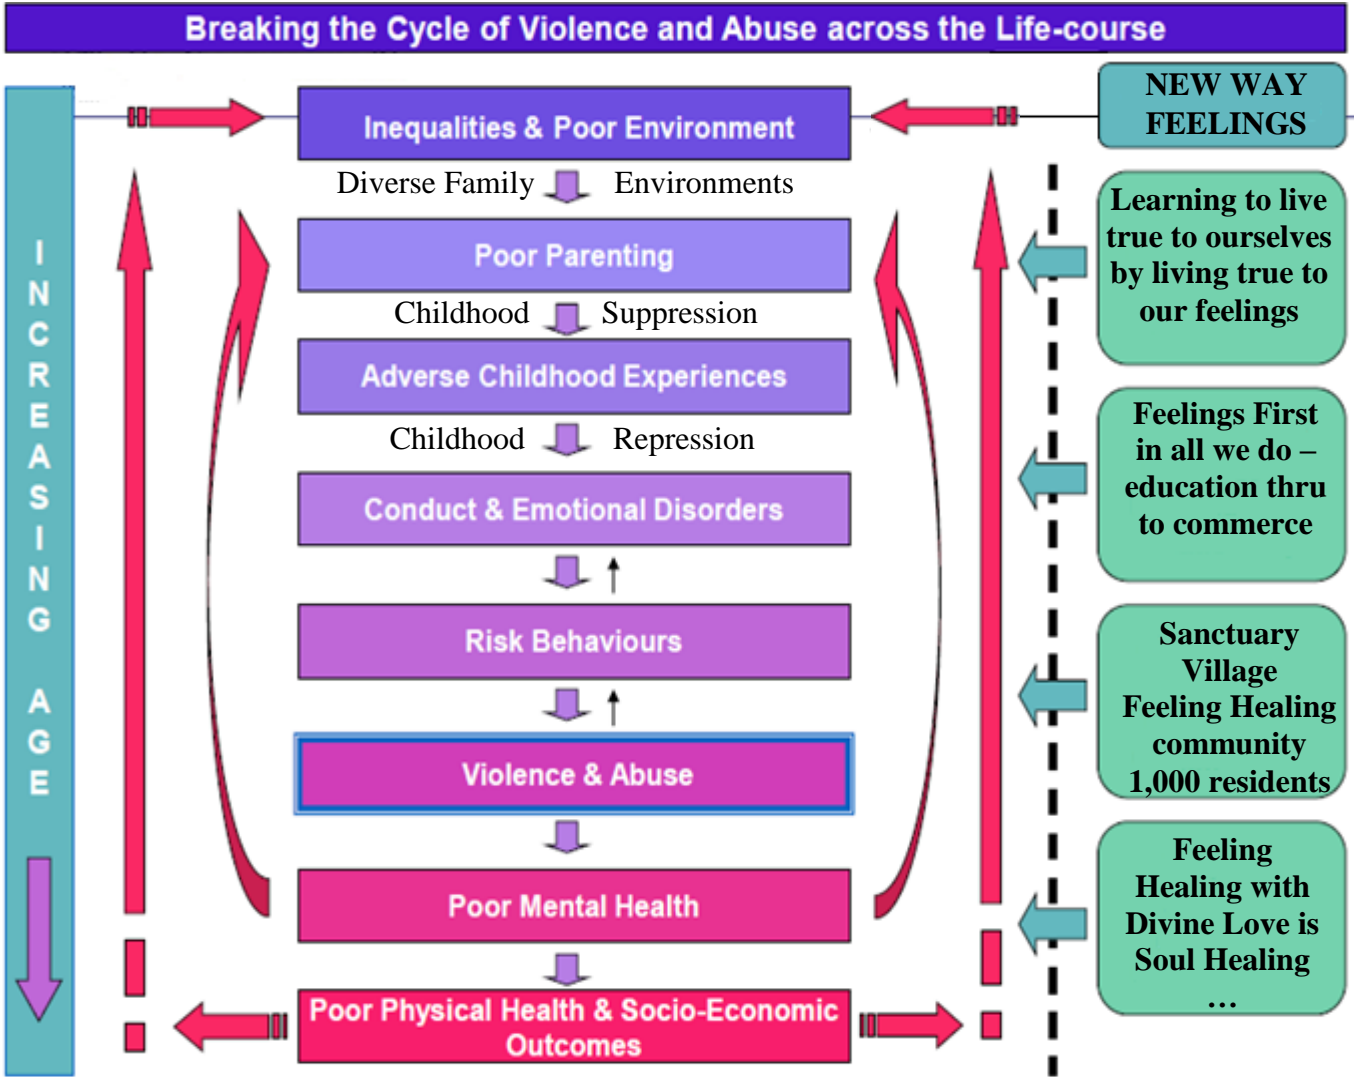 Breaking the Cycle of Violence and Abuse across the Life-course
INCREASING AGE
Inequalities & Poor Environment
Diverse Family Environments
Poor Parenting
Childhood Suppression
Adverse Childhood Experiences
Childhood Repression
Conduct & Emotional Disorders
Risk Behaviours
Violence & Abuse
Poor Mental Health
Poor Physical Health & Socio-Economic
Outcomes
NEW WAY
FEELINGS
Learning to live
true to ourselves
by living true to
our feelings
Feelings First
in all we do –
education thru
to commerce
Sanctuary
Village
Feeling Healing
community
1,000 residents
Feeling
Healing with
Divine Love is
Soul Healing
…